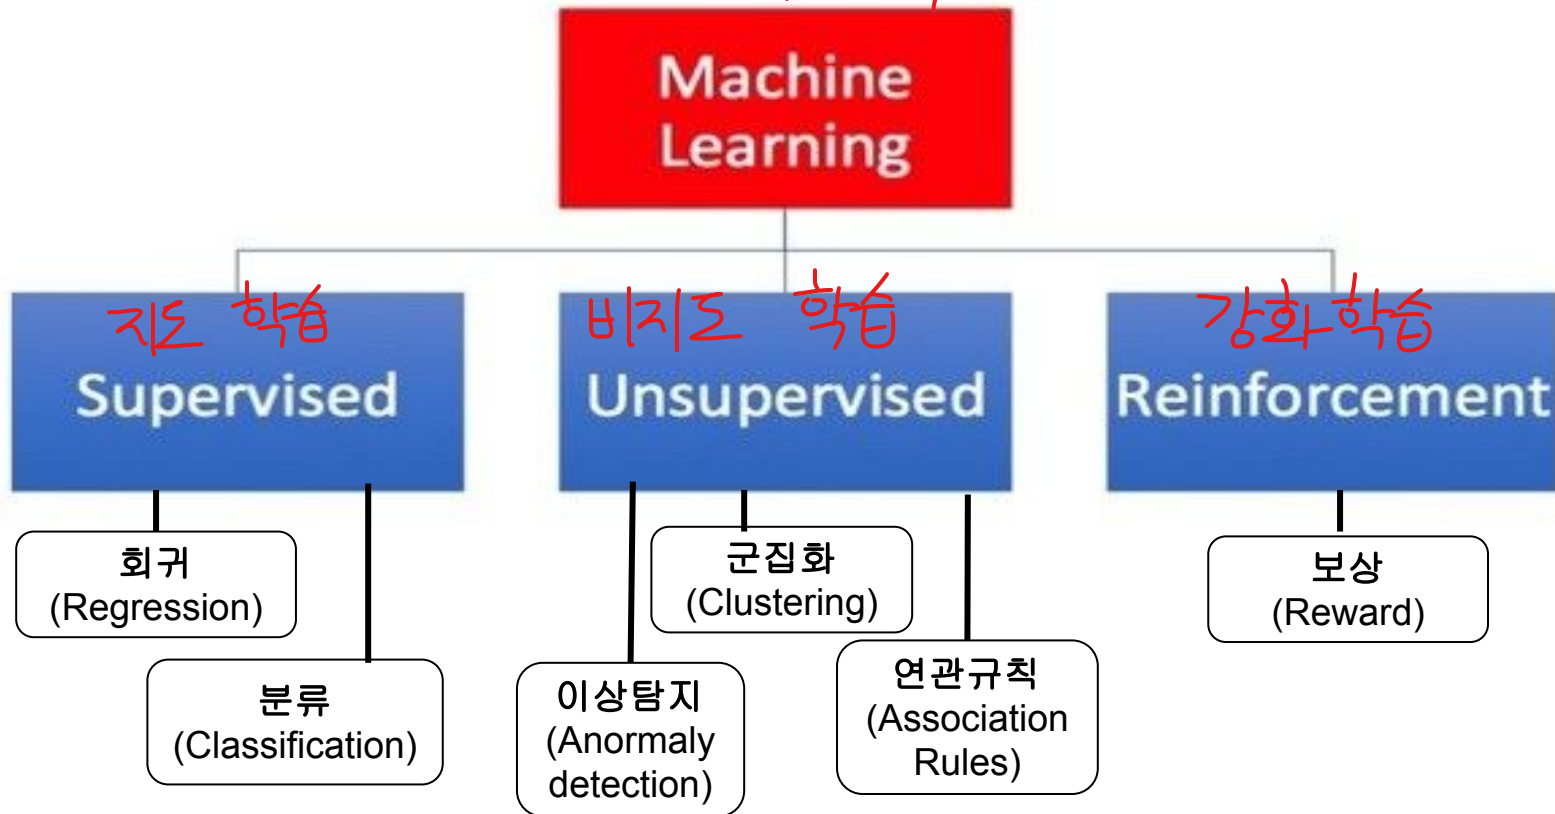 Machine
Learning
지도 학습
Supervised
비지도 학습
Unsupervised
강화학습
Reinforcement
회귀
(Regression)
분류
(Classification)
군집화
(Clustering)
이상탐지
(Anormaly
detection)
연관규칙
(Association
Rules)
보상
(Reward)